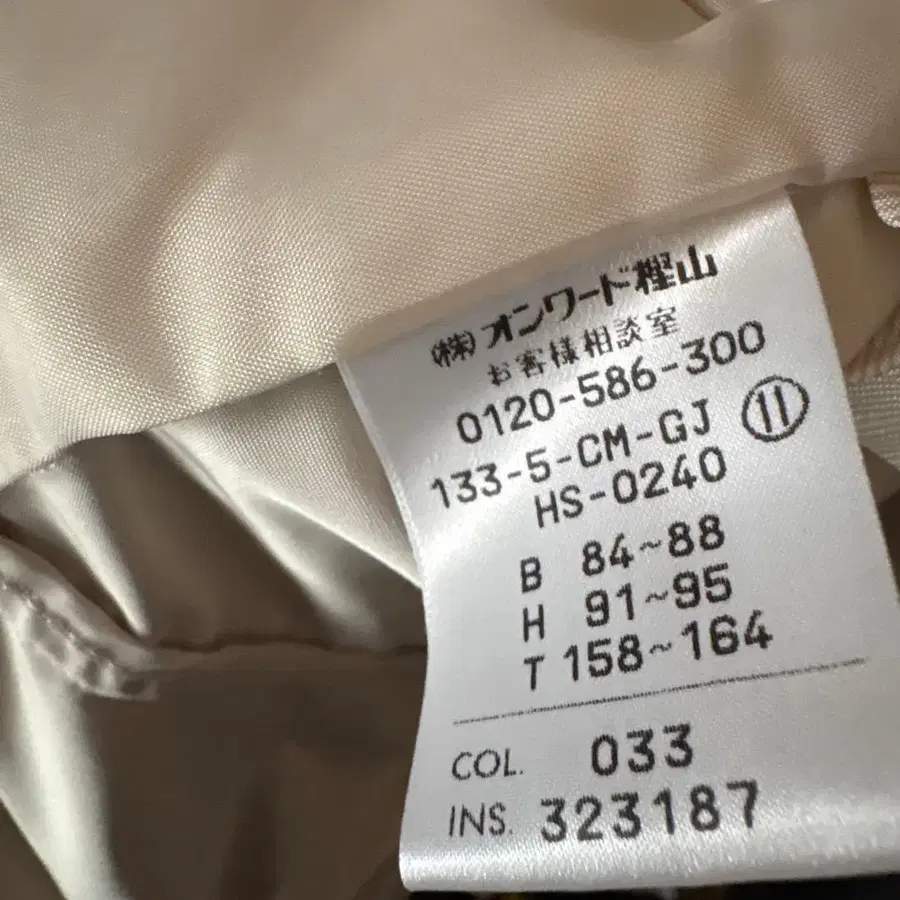 (株)オンワード樫山
お客様相談室
0120-586-300
133-5-CM-GJ ⑪
HS-0240
B 84~88
H 91~95
T 158~164
COL. 033
INS. 323187